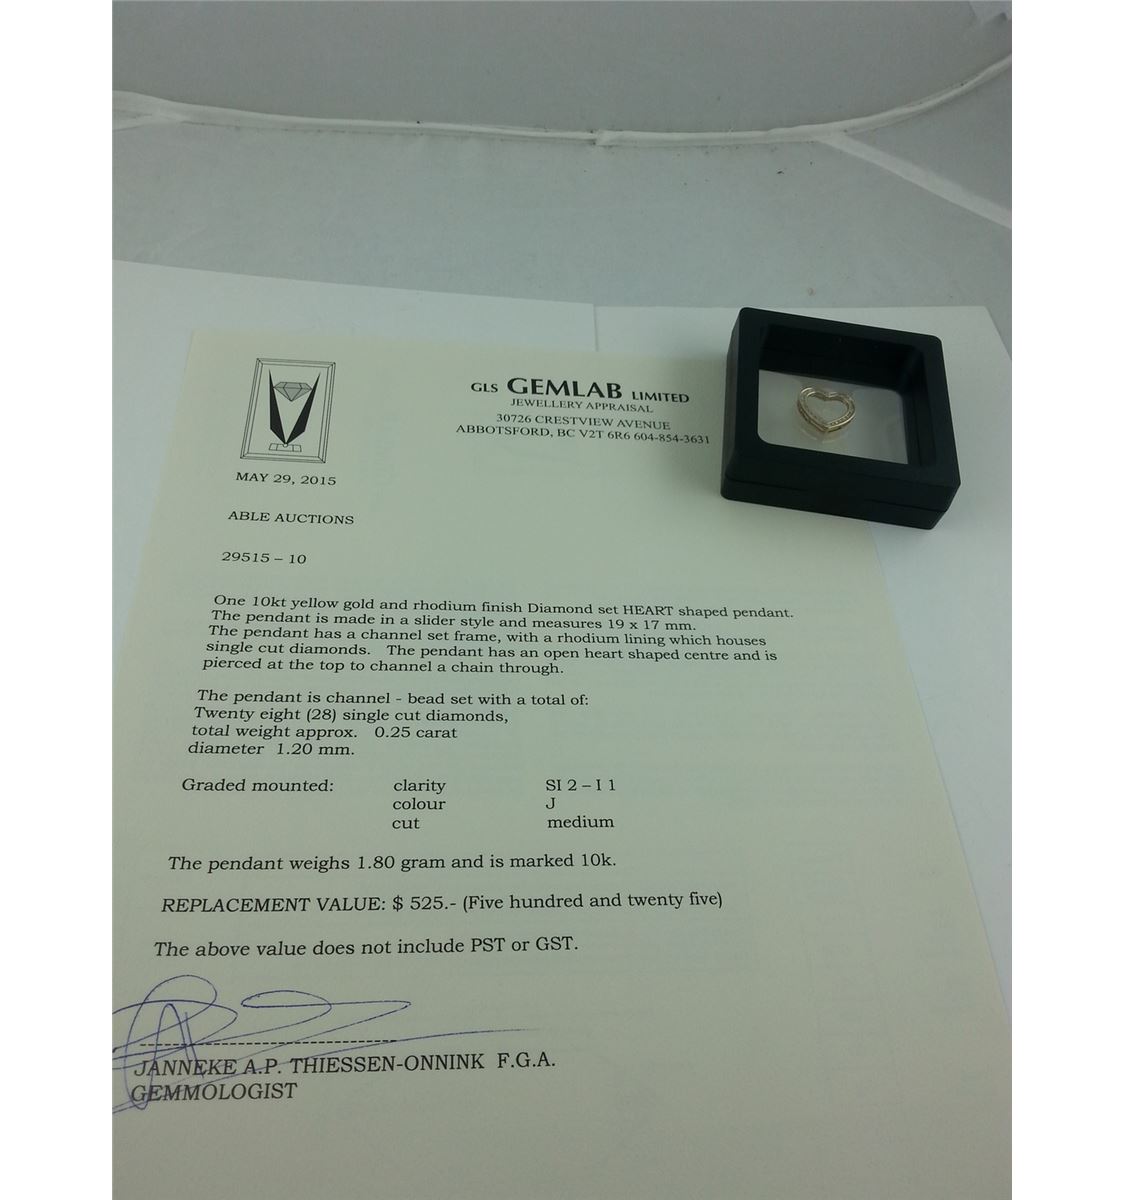 GLS GEMLAB LIMITED
JEWELLERY APPRAISAL
30726 CRESTVIEW AVENUE
ABBOTSFORD, BC V2T 6R6 604-854-3631
MAY 29, 2015
ABLE AUCTIONS
29515 – 10
One 10kt yellow gold and rhodium finish Diamond set HEART shaped pendant.
The pendant is made in a slider style and measures 19 x 17 mm.
The pendant has a channel set frame, with a rhodium lining which houses
single cut diamonds. The pendant has an open heart shaped centre and is
pierced at the top to channel a chain through.
The pendant is channel - bead set with a total of:
Twenty eight (28) single cut diamonds,
total weight approx. 0.25 carat
diameter 1.20 mm.
Graded mounted: clarity SI 2 – I 1
colour J
cut medium
The pendant weighs 1.80 gram and is marked 10k.
REPLACEMENT VALUE: $ 525.- (Five hundred and twenty five)
The above value does not include PST or GST.
JANNEKE A.P. THIESSEN-ONNINK F.G.A.
GEMMOLOGIST